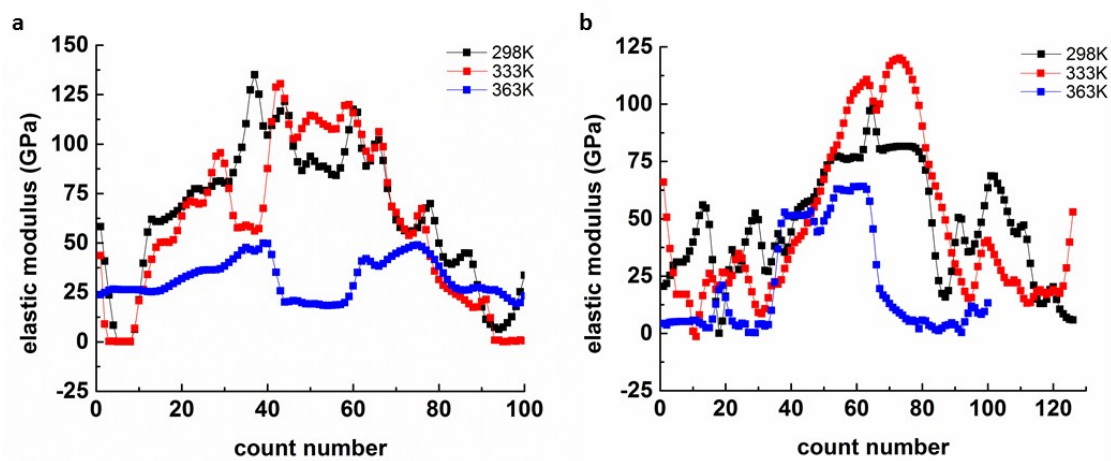 a
150
125
100
75
50
25
0
-25
elastic modulus (GPa)
298K
333K
363K
0 20 40 60 80 100
count number
b
125
100
75
50
25
0
-25
elastic modulus (GPa)
298K
333K
363K
0 20 40 60 80 100 120
count number